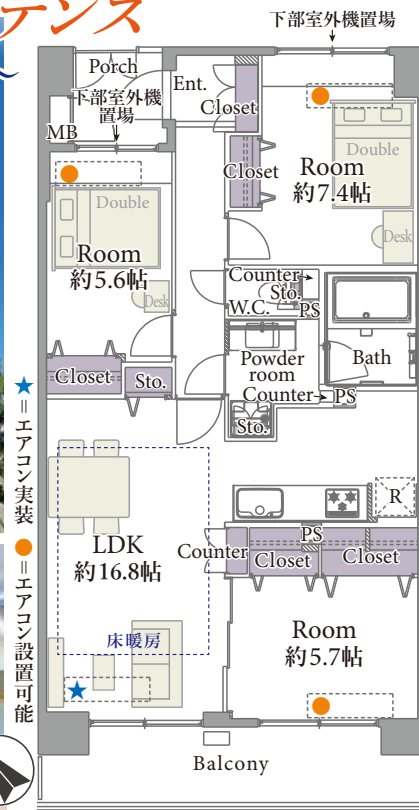 テンス
下部室外機置場
Porch
下部室外機
置場
Ent.
MB
Closet
Closet
Double
Room
約7.4帖
Desk
Double
Room
約5.6帖
Desk
Counter
Sto.
W.C.
PS
Powder
room
Bath
Counter
PS
Sto.
Closet
Sto.
R
LDK
約16.8帖
Counter
PS
Closet
Closet
床暖房
Room
約5.7帖
Balcony
★=エアコン実装
●=エアコン設置可能